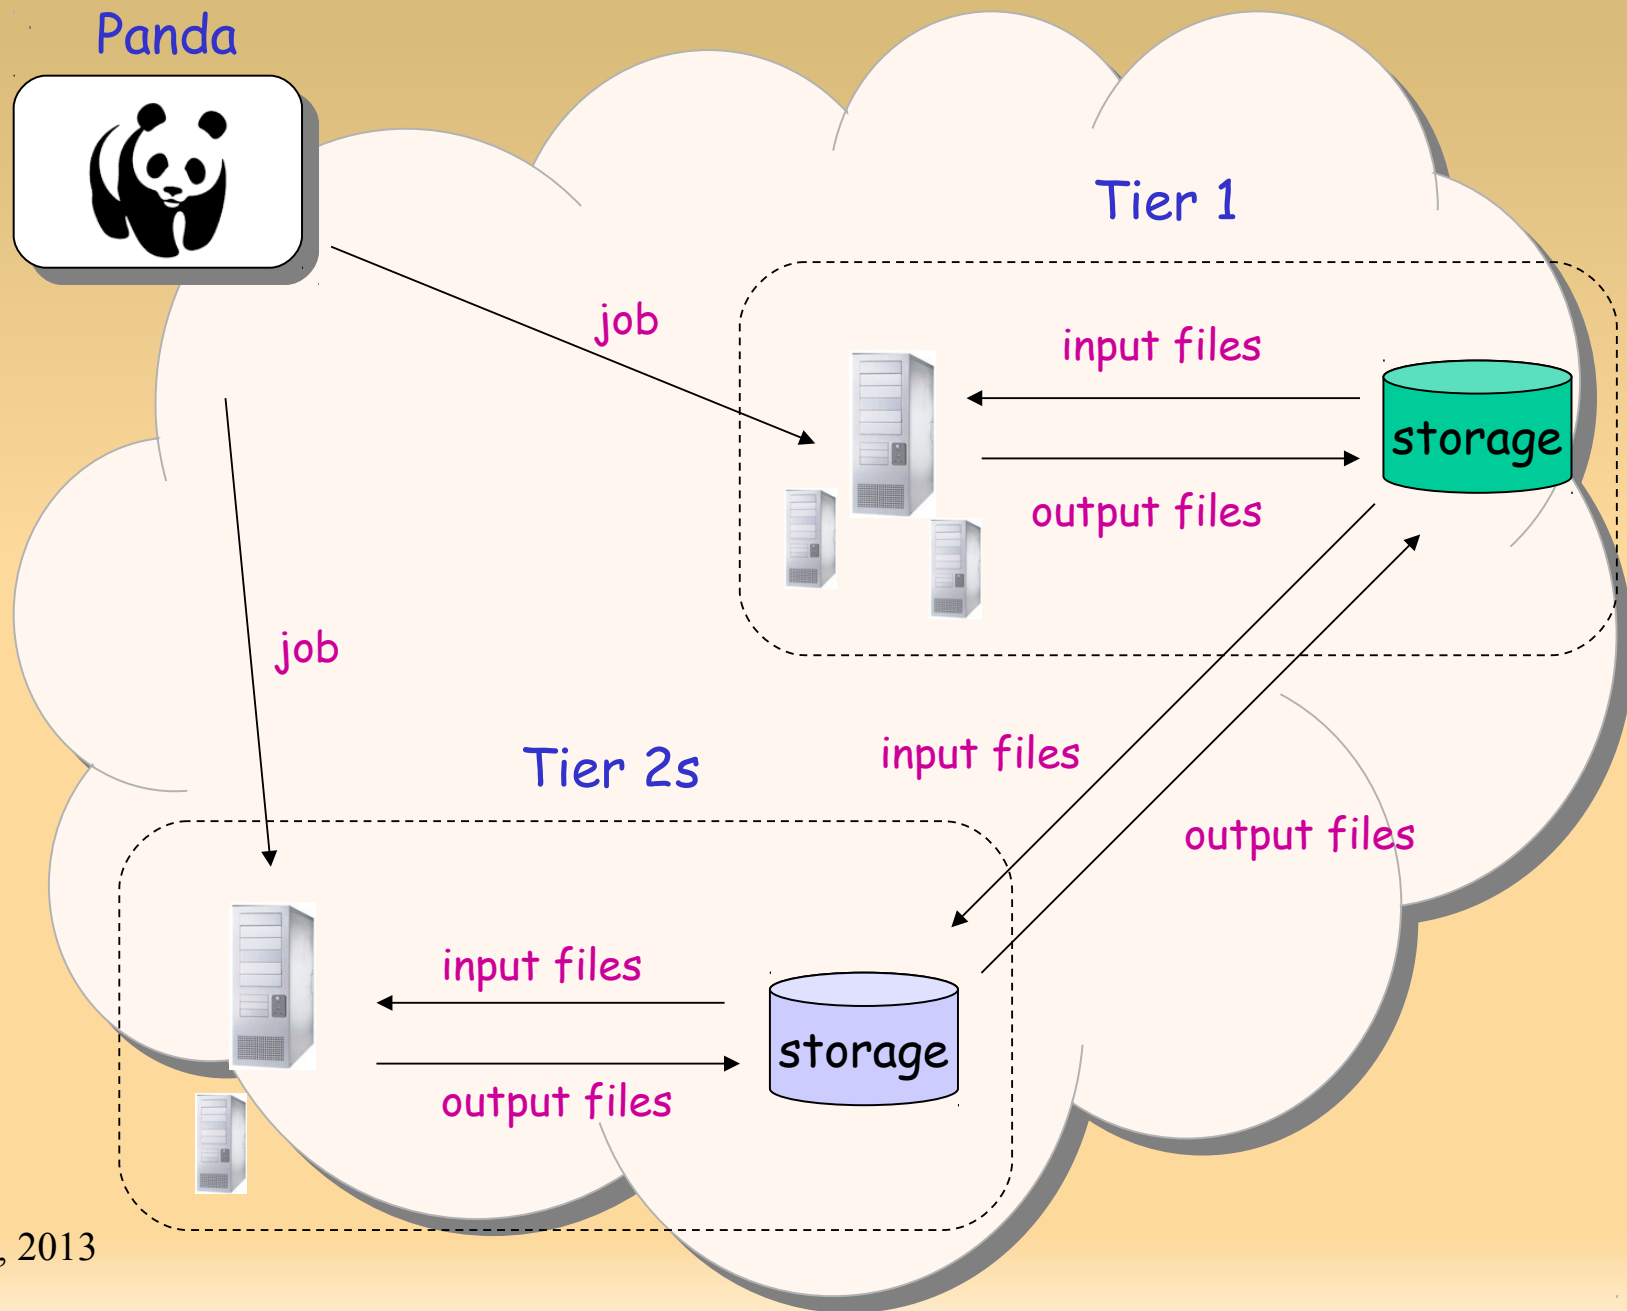 Panda
Tier 1
job
input files
storage
output files
job
input files
Tier 2s
output files
input files
storage
output files
, 2013